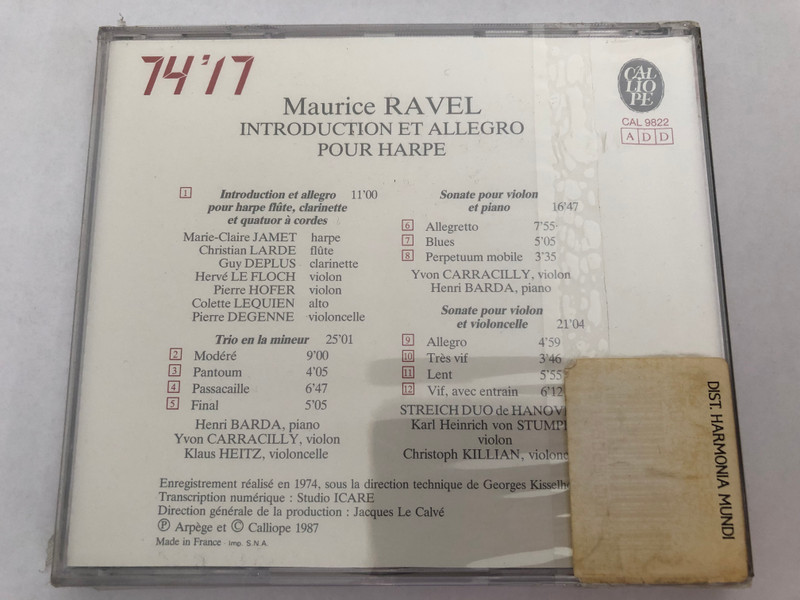 74'17
CAL
LIO
PE
CAL 9822
A D D
Maurice RAVEL
INTRODUCTION ET ALLEGRO
POUR HARPE
1 Introduction et allegro 11'00
pour harpe flûte, clarinette
et quatuor à cordes
Marie-Claire JAMET harpe
Christian LARDE flûte
Guy DEPLUS clarinette
Hervé LE FLOCH violon
Pierre HOFER violon
Colette LEQUIEN alto
Pierre DEGENNE violoncelle
Trio en la mineur 25'01
2 Modéré 9'00
3 Pantoum 4'05
4 Passacaille 6'47
5 Final 5'05
Henri BARDA, piano
Yvon CARRACILLY, violon
Klaus HEITZ, violoncelle
Sonate pour violon
et piano 16'47
6 Allegretto 7'55
7 Blues 5'05
8 Perpetuum mobile 3'35
Yvon CARRACILLY, violon
Henri BARDA, piano
Sonate pour violon
et violoncelle 21'04
9 Allegro 4'59
10 Très vif 3'46
11 Lent 5'55
12 Vif, avec entrain 6'12
STREICH DUO de
Karl Heinrich von
violon
Christoph KILLIAN,
Enregistrement réalisé en 1974, sous la direction technique de Georges
Transcription numérique : Studio ICARE
Direction générale de la production : Jacques Le Calvé
℗ Arpège et © Calliope 1987
Made in France Imp. S.N.A.
DIST. HARMONIA MUNDI